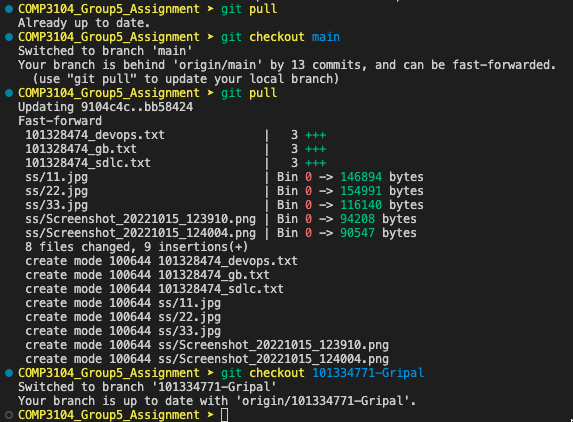 COMP3104_Group5_Assignment ➤ git pull
Already up to date.
COMP3104_Group5_Assignment ➤ git checkout main
Switched to branch 'main'
Your branch is behind 'origin/main' by 13 commits, and can be fast-forwarded.
  (use "git pull" to update your local branch)
COMP3104_Group5_Assignment ➤ git pull
Updating 9104c4c..bb58424
Fast-forward
 101328474_devops.txt              |   3 +++
 101328474_gb.txt                  |   3 +++
 101328474_sdlc.txt                |   3 +++
 ss/11.jpg                         | Bin 0 -> 146894 bytes
 ss/22.jpg                         | Bin 0 -> 154991 bytes
 ss/33.jpg                         | Bin 0 -> 116140 bytes
 ss/Screenshot_20221015_123910.png | Bin 0 -> 94208 bytes
 ss/Screenshot_20221015_124004.png | Bin 0 -> 90547 bytes
 8 files changed, 9 insertions(+)
 create mode 100644 101328474_devops.txt
 create mode 100644 101328474_gb.txt
 create mode 100644 101328474_sdlc.txt
 create mode 100644 ss/11.jpg
 create mode 100644 ss/22.jpg
 create mode 100644 ss/33.jpg
 create mode 100644 ss/Screenshot_20221015_123910.png
 create mode 100644 ss/Screenshot_20221015_124004.png
COMP3104_Group5_Assignment ➤ git checkout 101334771-Gripal
Switched to branch '101334771-Gripal'
Your branch is up to date with 'origin/101334771-Gripal'.
COMP3104_Group5_Assignment ➤